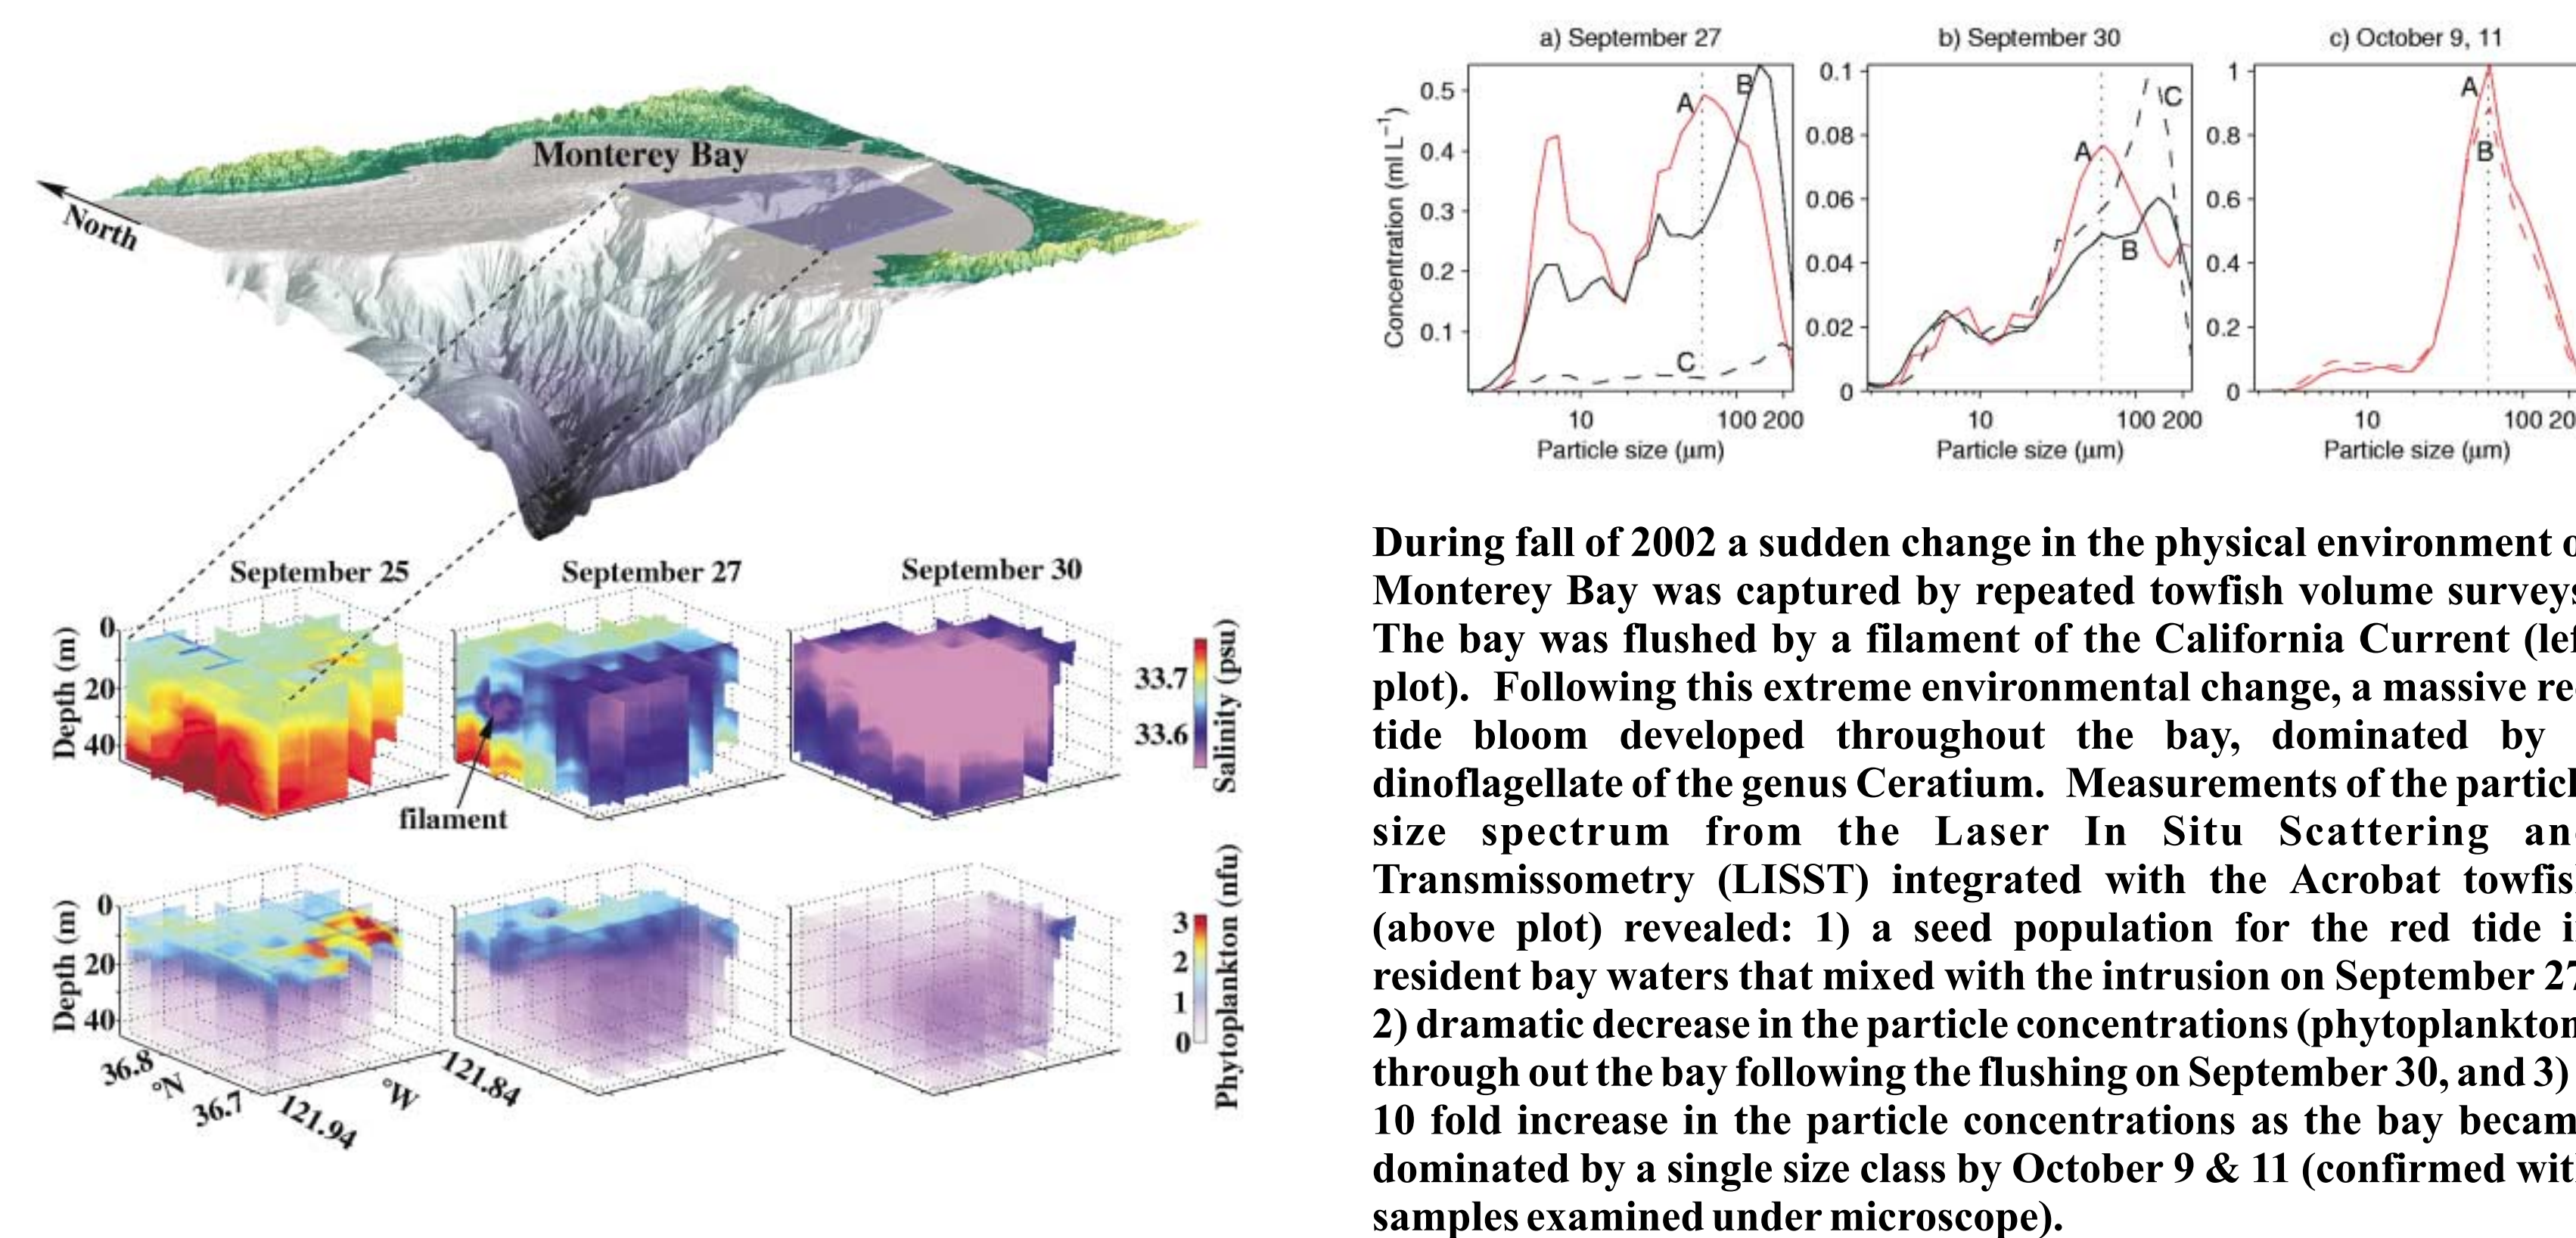 Monterey Bay
North
September 25
September 27
September 30
0
20
40
Depth (m)
filament
33.7
33.6
Salinity (psu)
0
20
40
Depth (m)
3
2
1
0
Phytoplankton (nfu)
36.8
°N
36.7
121.94
°W
121.84
a) September 27
b) September 30
c) October 9, 11
Concentration (ml L⁻¹)
0.5
0.4
0.3
0.2
0.1
A
B
C
10
100 200
Particle size (μm)
0.1
0.08
0.06
0.04
0.02
0
A
B
C
10
100 200
Particle size (μm)
1
0.8
0.6
0.4
0.2
0
A
B
10
100 20
Particle size (μm)
During fall of 2002 a sudden change in the physical environment
Monterey Bay was captured by repeated towfish volume surveys
The bay was flushed by a filament of the California Current
plot). Following this extreme environmental change, a massive
tide bloom developed throughout the bay, dominated by
dinoflagellate of the genus Ceratium. Measurements of the
size spectrum from the Laser In Situ Scattering
Transmissometry (LISST) integrated with the Acrobat
(above plot) revealed: 1) a seed population for the red tide
resident bay waters that mixed with the intrusion on September 27
2) dramatic decrease in the particle concentrations (phytoplankton
through out the bay following the flushing on September 30, and 3)
10 fold increase in the particle concentrations as the bay
dominated by a single size class by October 9 & 11 (confirmed
samples examined under microscope).